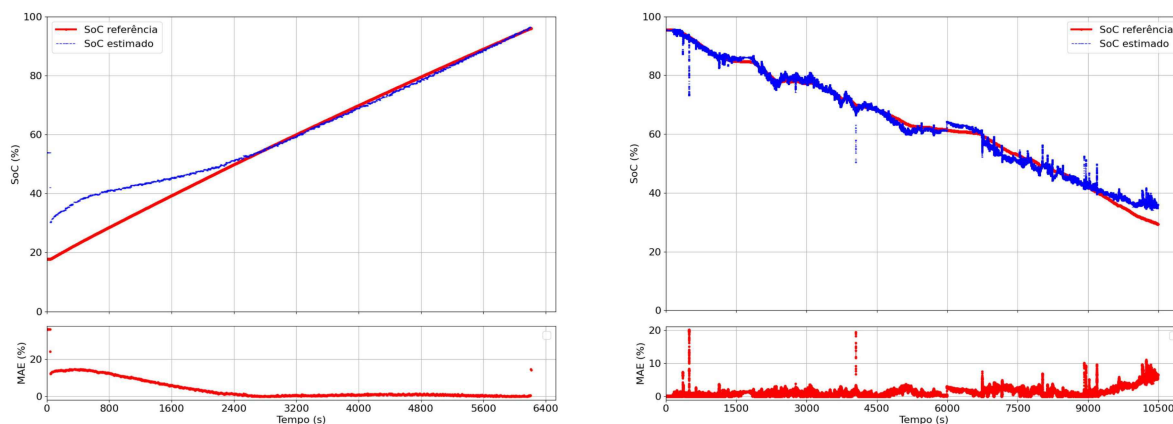 100
SoC referência
SoC estimado
80
60
40
20
0
SoC (%)
20
0
MAE (%)
0 800 1600 2400 3200 4000 4800 5600 6400
Tempo (s)
100
SoC referência
SoC estimado
80
60
40
20
0
SoC (%)
20
10
0
MAE (%)
0 1500 3000 4500 6000 7500 9000 10500
Tempo (s)